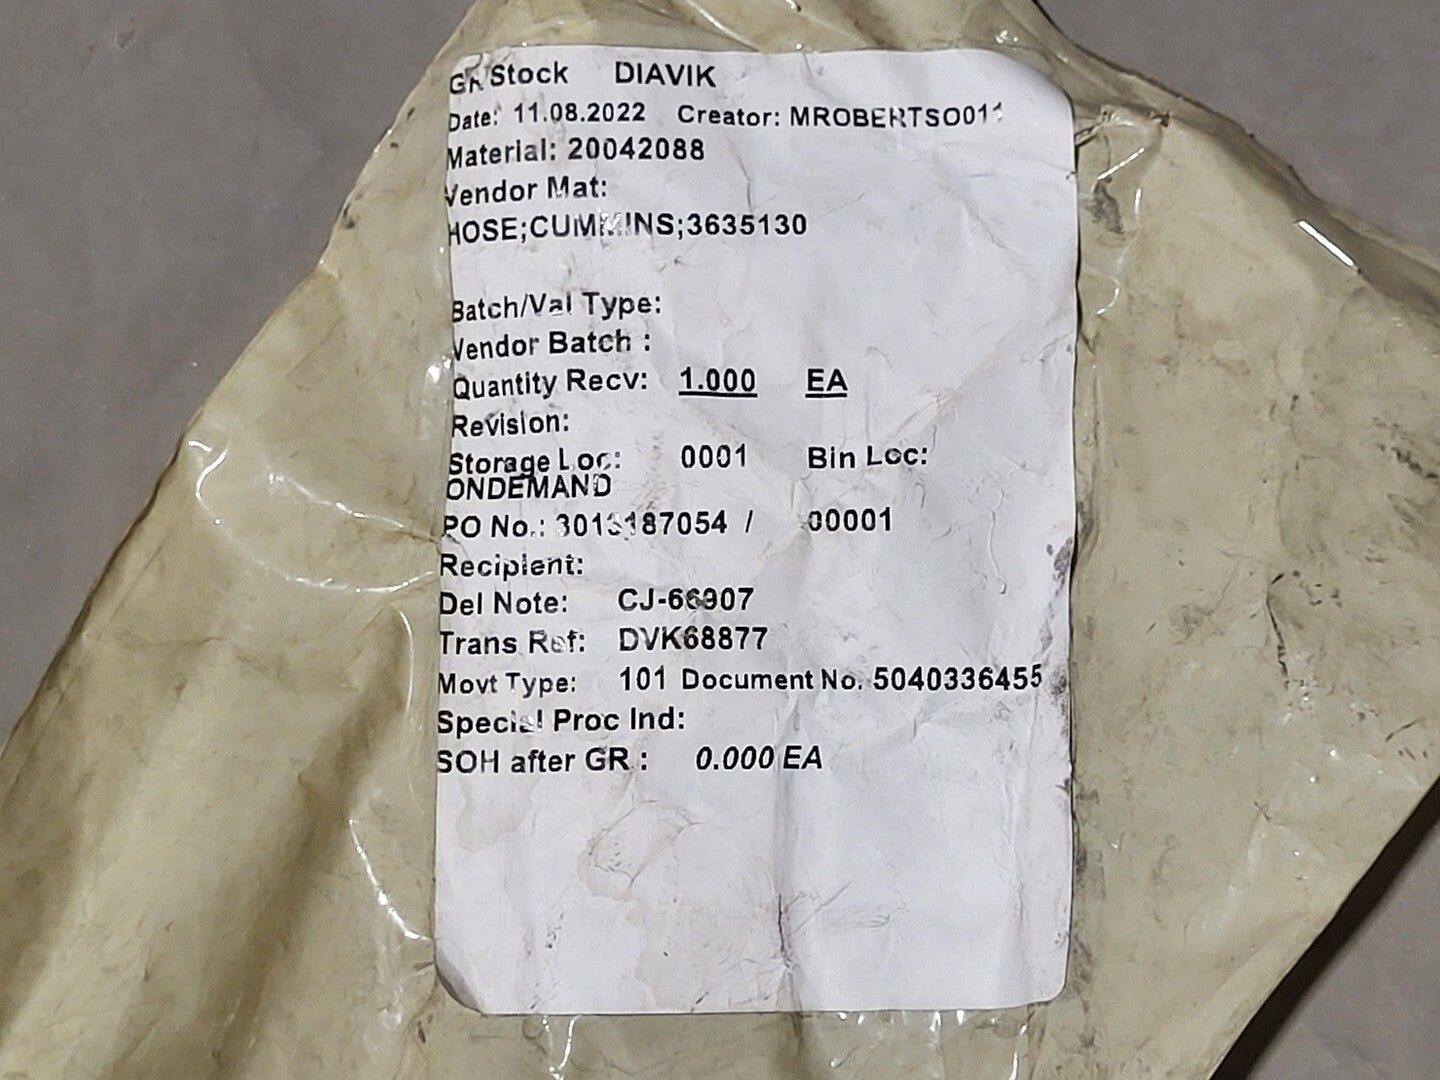 GR Stock DIAVIK
Date: 11.08.2022 Creator: MROBERTSO011
Material: 20042088
Vendor Mat:
HOSE;CUMMINS;3635130
Batch/Val Type:
Vendor Batch :
Quantity Recv: 1.000 EA
Revision:
Storage Loc: 0001 Bin Loc:
ONDEMAND
PO No.: 3013187054 / 00001
Recipient:
Del Note: CJ-66907
Trans Ref: DVK68877
Movt Type: 101 Document No. 5040336455
Special Proc Ind:
SOH after GR : 0.000 EA